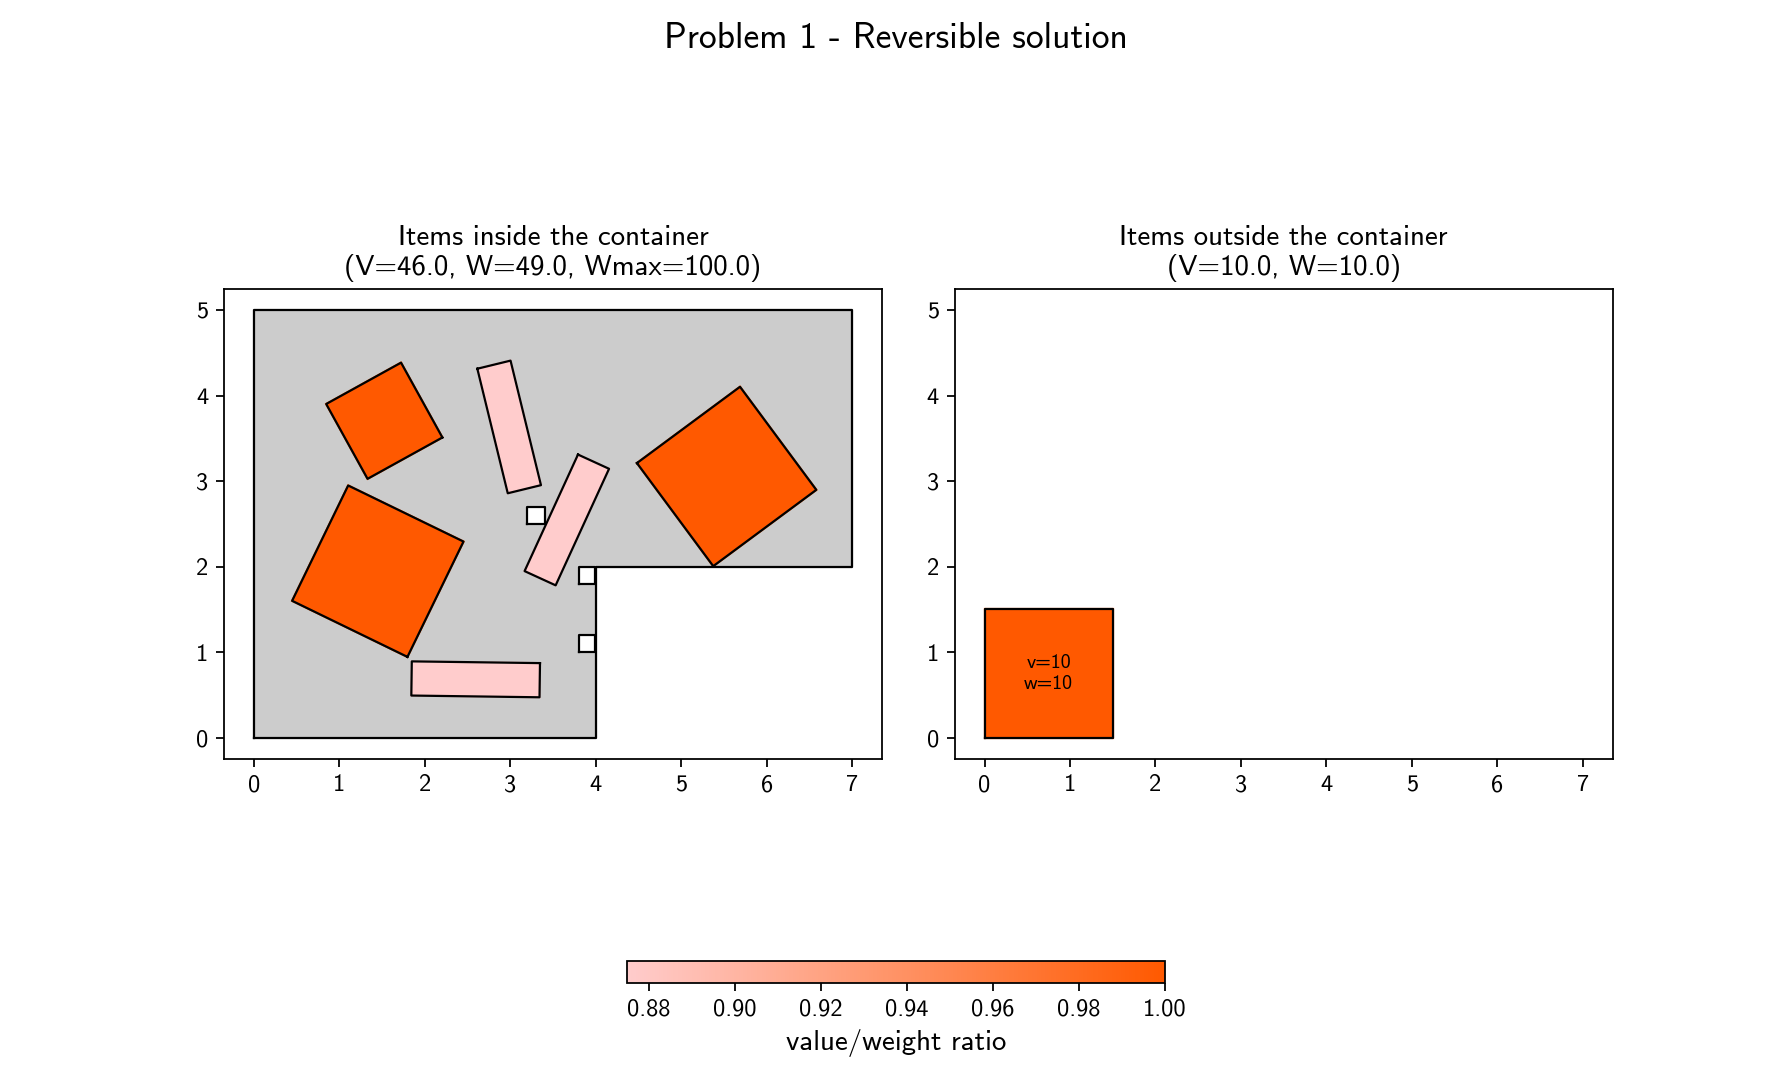 Problem 1 - Reversible solution
Items inside the container
(V=46.0, W=49.0, Wmax=100.0)
5
4
3
2
1
0
0 1 2 3 4 5 6 7
Items outside the container
(V=10.0, W=10.0)
5
4
3
2
1
0
v=10
w=10
0 1 2 3 4 5 6 7
0.88 0.90 0.92 0.94 0.96 0.98 1.00
value/weight ratio